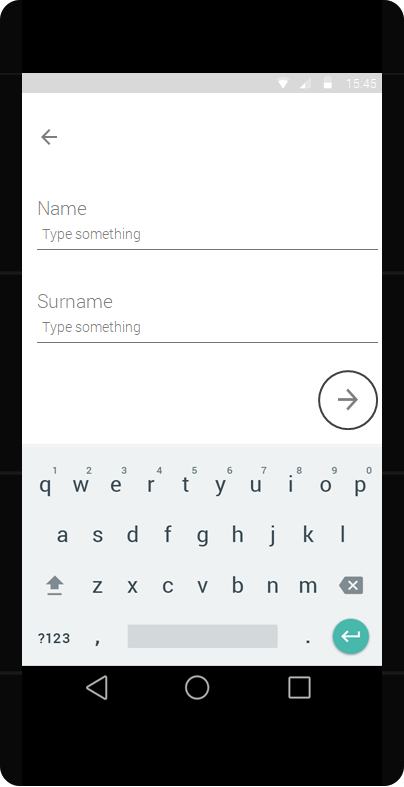 15:45
Name
Type something
Surname
Type something
1 2 3 4 5 6 7 8 9 0
q w e r t y u i o p
a s d f g h j k l
z x c v b n m
?123 , .